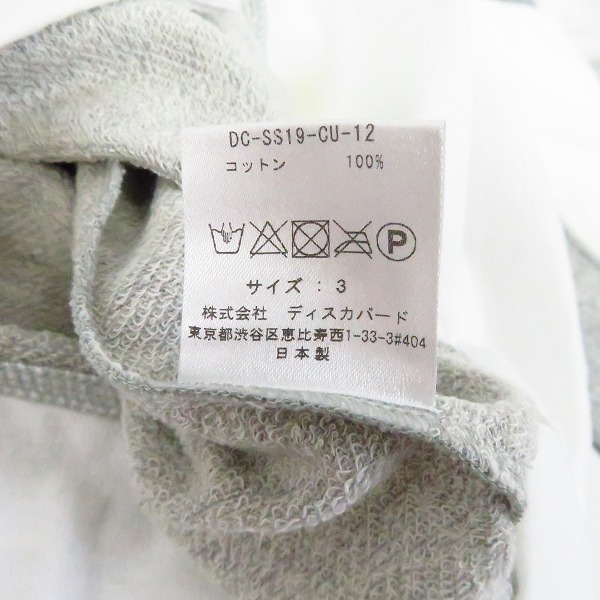 DC-SS19-CU-12
コットン 100%
P
サイズ : 3
株式会社 ディスカバード
東京都渋谷区恵比寿西1-33-3#404
日本製